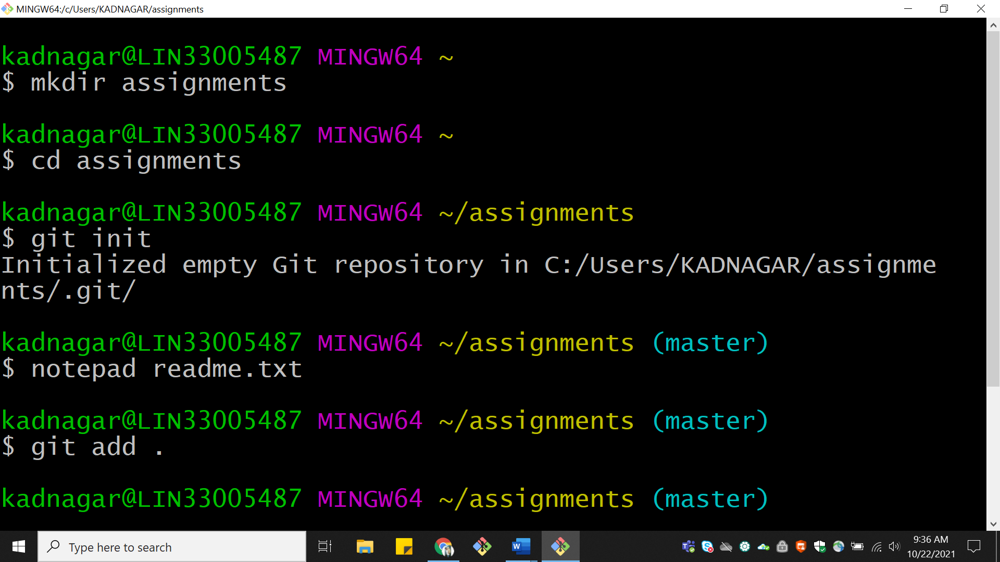 MINGW64:/c/Users/KADNAGAR/assignments
kadnagar@LIN33005487 MINGW64 ~
$ mkdir assignments
kadnagar@LIN33005487 MINGW64 ~
$ cd assignments
kadnagar@LIN33005487 MINGW64 ~/assignments
$ git init
Initialized empty Git repository in C:/Users/KADNAGAR/assignme
nts/.git/
kadnagar@LIN33005487 MINGW64 ~/assignments (master)
$ notepad readme.txt
kadnagar@LIN33005487 MINGW64 ~/assignments (master)
$ git add .
kadnagar@LIN33005487 MINGW64 ~/assignments (master)
Type here to search
9:36 AM
10/22/2021